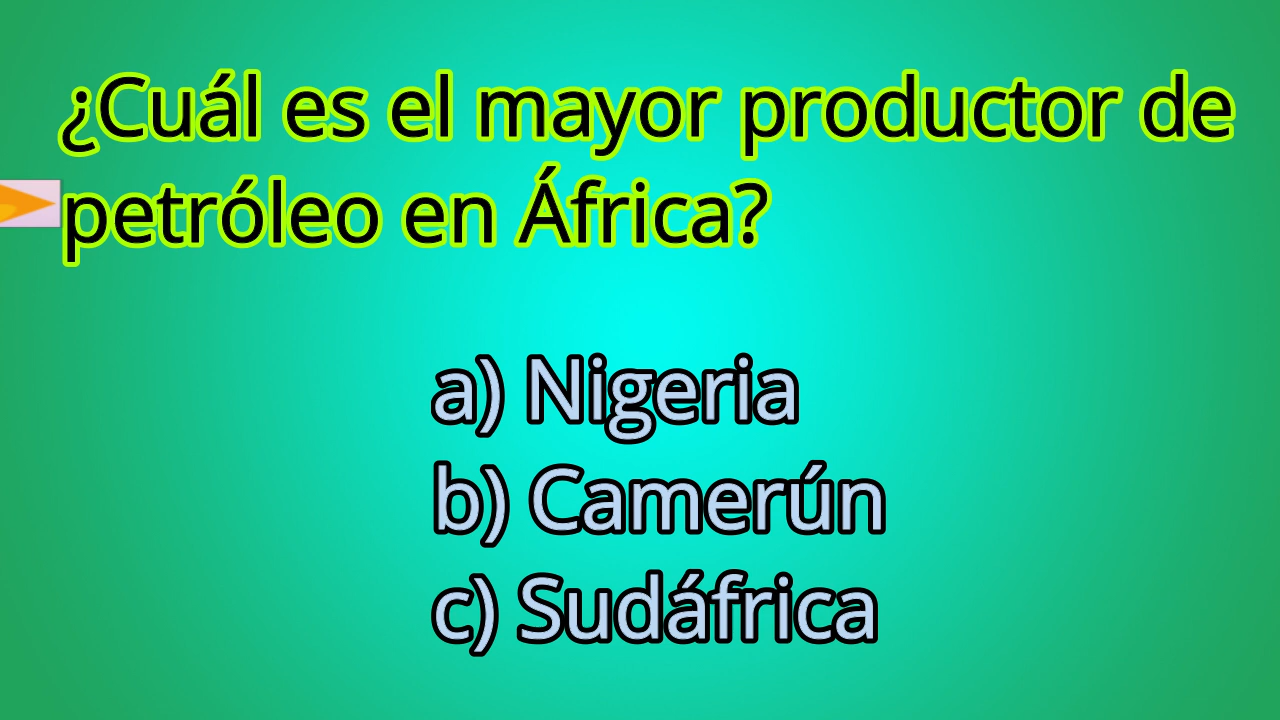 ¿Cuál es el mayor productor de
petróleo en África?
a) Nigeria
b) Camerún
c) Sudáfrica